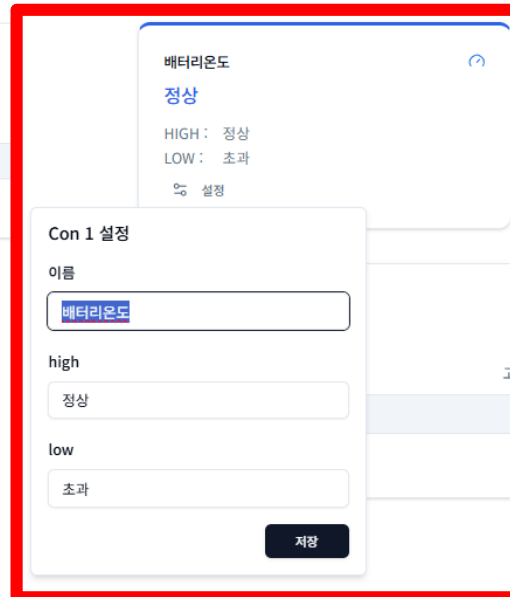 배터리온도
정상
HIGH : 정상
LOW : 초과
설정
Con 1 설정
이름
배터리온도
high
정상
low
초과
저장